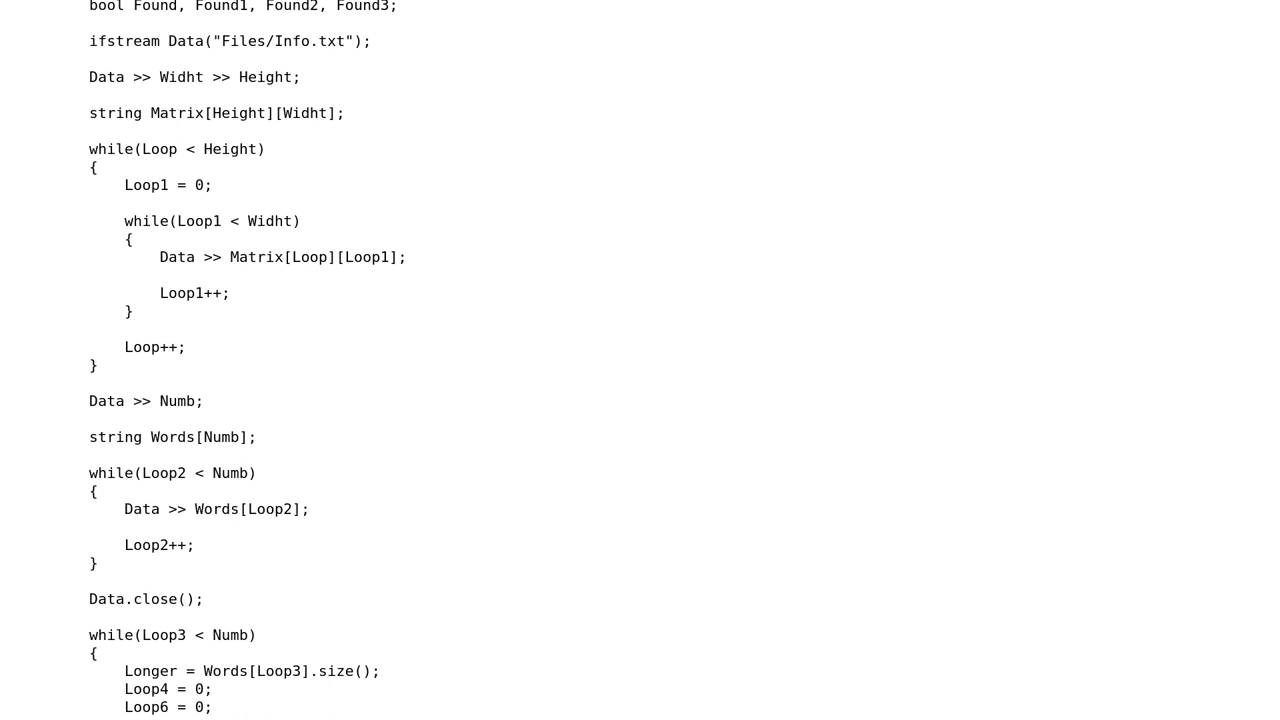 bool Found, Found1, Found2, Found3;
ifstream Data("Files/Info.txt");
Data >> Widht >> Height;
string Matrix[Height][Widht];
while(Loop < Height)
{
Loop1 = 0;
while(Loop1 < Widht)
{
Data >> Matrix[Loop][Loop1];
Loop1++;
}
Loop++;
}
Data >> Numb;
string Words[Numb];
while(Loop2 < Numb)
{
Data >> Words[Loop2];
Loop2++;
}
Data.close();
while(Loop3 < Numb)
{
Longer = Words[Loop3].size();
Loop4 = 0;
Loop6 = 0;